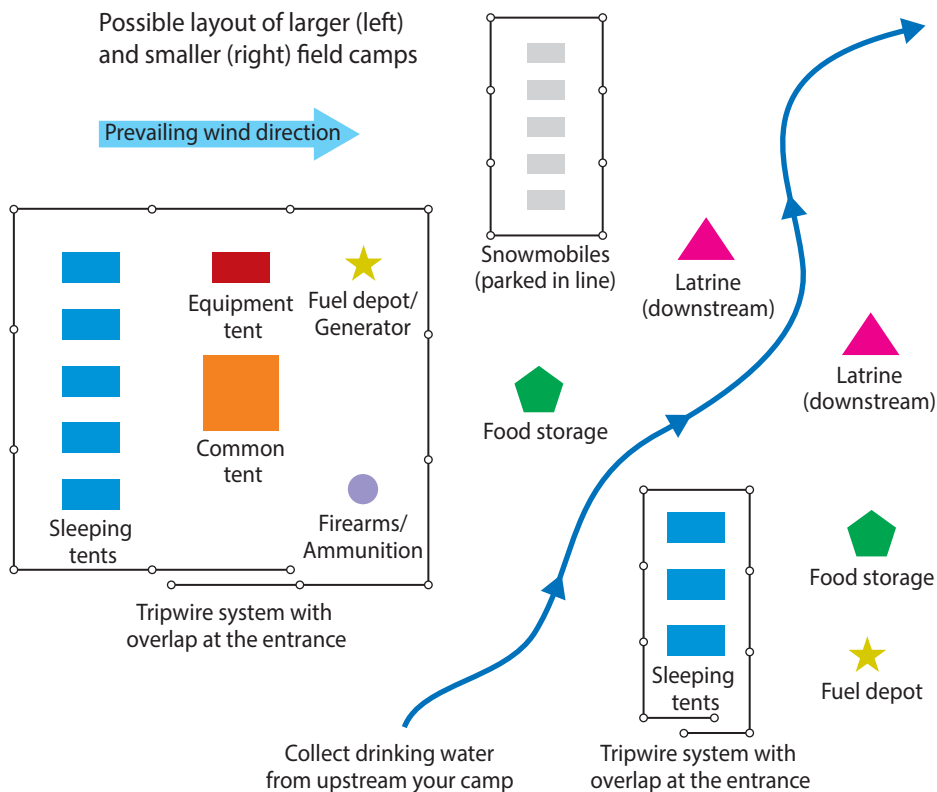 Possible layout of larger (left)
and smaller (right) field camps
Prevailing wind direction
Snowmobiles
(parked in line)
Latrine
(downstream)
Equipment
tent
Fuel depot/
Generator
Latrine
(downstream)
Food storage
Common
tent
Sleeping
tents
Firearms/
Ammunition
Food storage
Tripwire system with
overlap at the entrance
Sleeping
tents
Fuel depot
Collect drinking water
from upstream your camp
Tripwire system with
overlap at the entrance